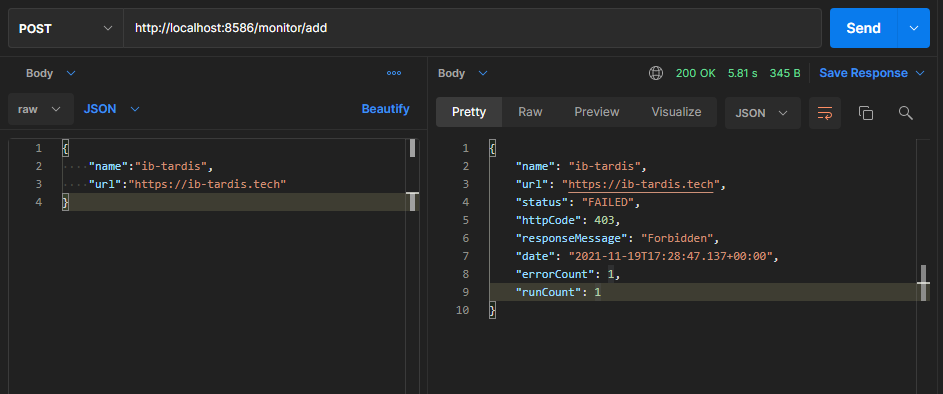 POST http://localhost:8586/monitor/add Send
Body
raw JSON Beautify
1 {
2 "name":"ib-tardis",
3 "url":"https://ib-tardis.tech"
4 }
Body 200 OK 5.81 s 345 B Save Response
Pretty Raw Preview Visualize JSON
1 {
2 "name": "ib-tardis",
3 "url": "https://ib-tardis.tech",
4 "status": "FAILED",
5 "httpCode": 403,
6 "responseMessage": "Forbidden",
7 "date": "2021-11-19T17:28:47.137+00:00",
8 "errorCount": 1,
9 "runCount": 1
10 }